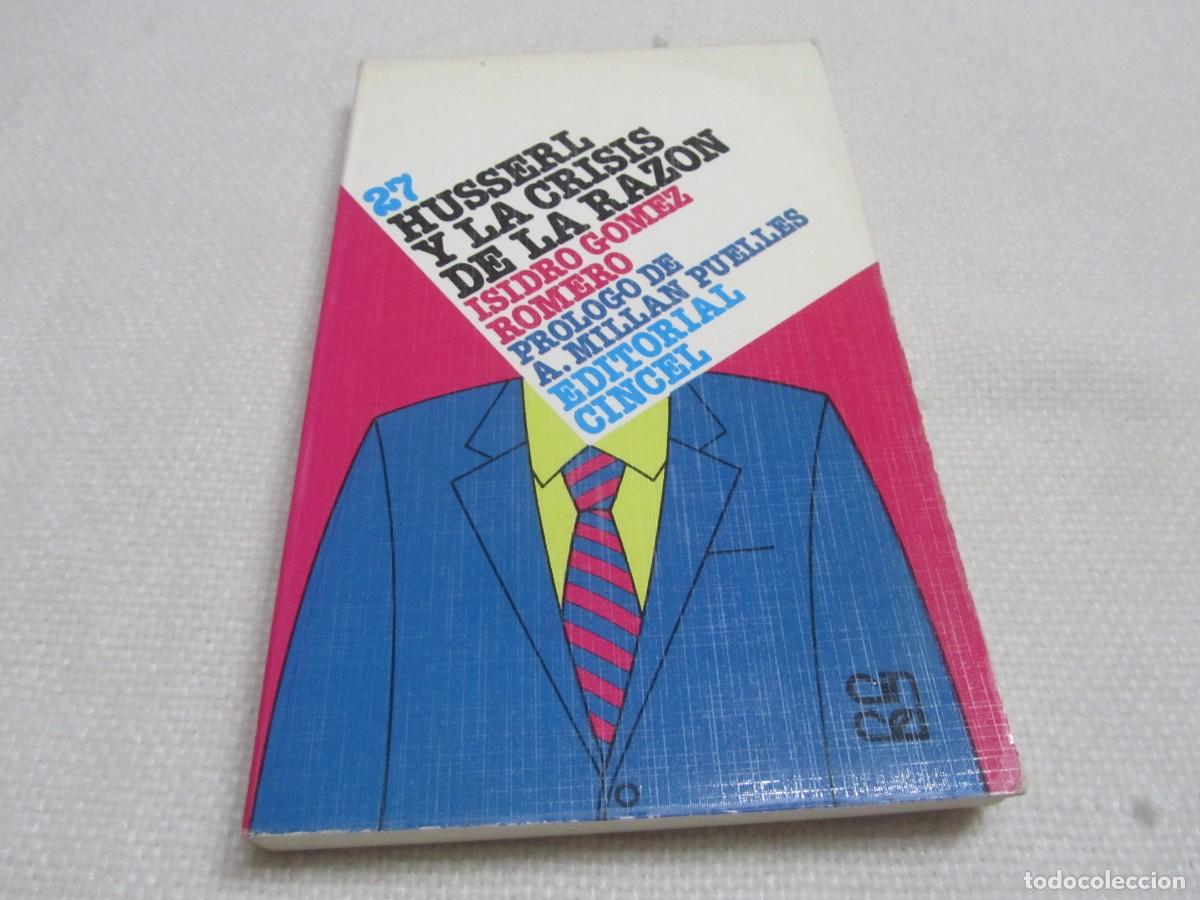 27
HUSSERL
Y LA CRISIS
DE LA RAZON
ISIDRO GOMEZ
ROMERO
PROLOGO DE
A. MILLAN PUELLES
EDITORIAL
CINCEL
todocoleccion